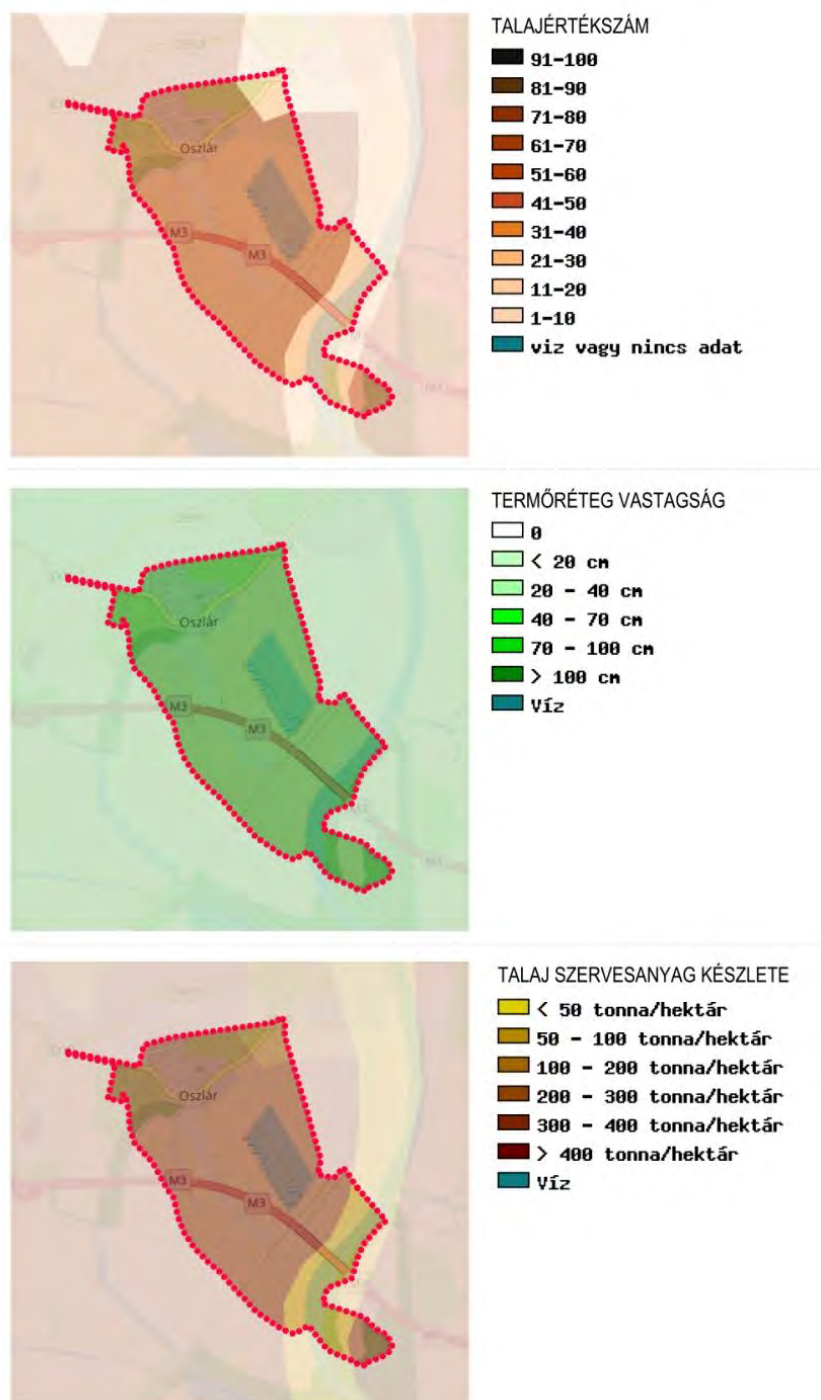 TALAJÉRTÉKSZÁM
91-100
81-90
71-80
61-70
51-60
41-50
31-40
21-30
11-20
1-10
viz vagy nincs adat
Oszlár
M3
M3
TERMŐRÉTEG VASTAGSÁG
0
< 20 cm
20 - 40 cm
40 - 70 cm
70 - 100 cm
> 100 cm
Víz
Oszlár
M3
M3
TALAJ SZERVESANYAG KÉSZLETE
< 50 tonna/hektár
50 - 100 tonna/hektár
100 - 200 tonna/hektár
200 - 300 tonna/hektár
300 - 400 tonna/hektár
> 400 tonna/hektár
Víz
Oszlár
M3
M3